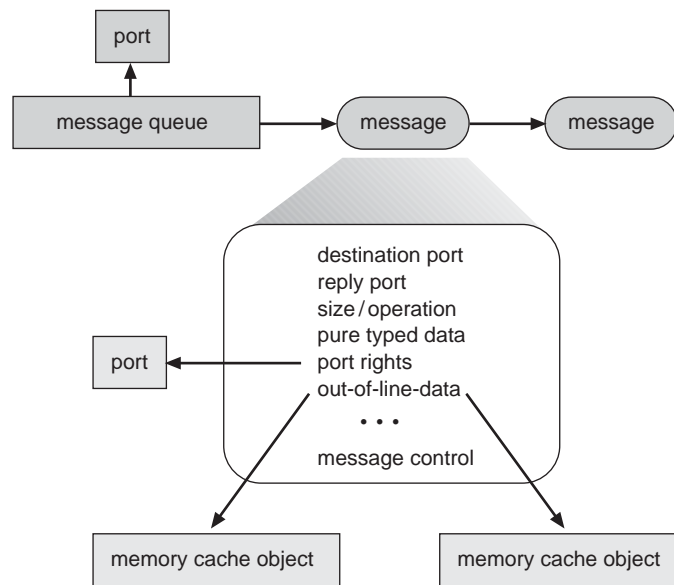 port
message queue
message
message
destination port
reply port
size/operation
pure typed data
port rights
port
out-of-line-data
• • •
message control
memory cache object
memory cache object